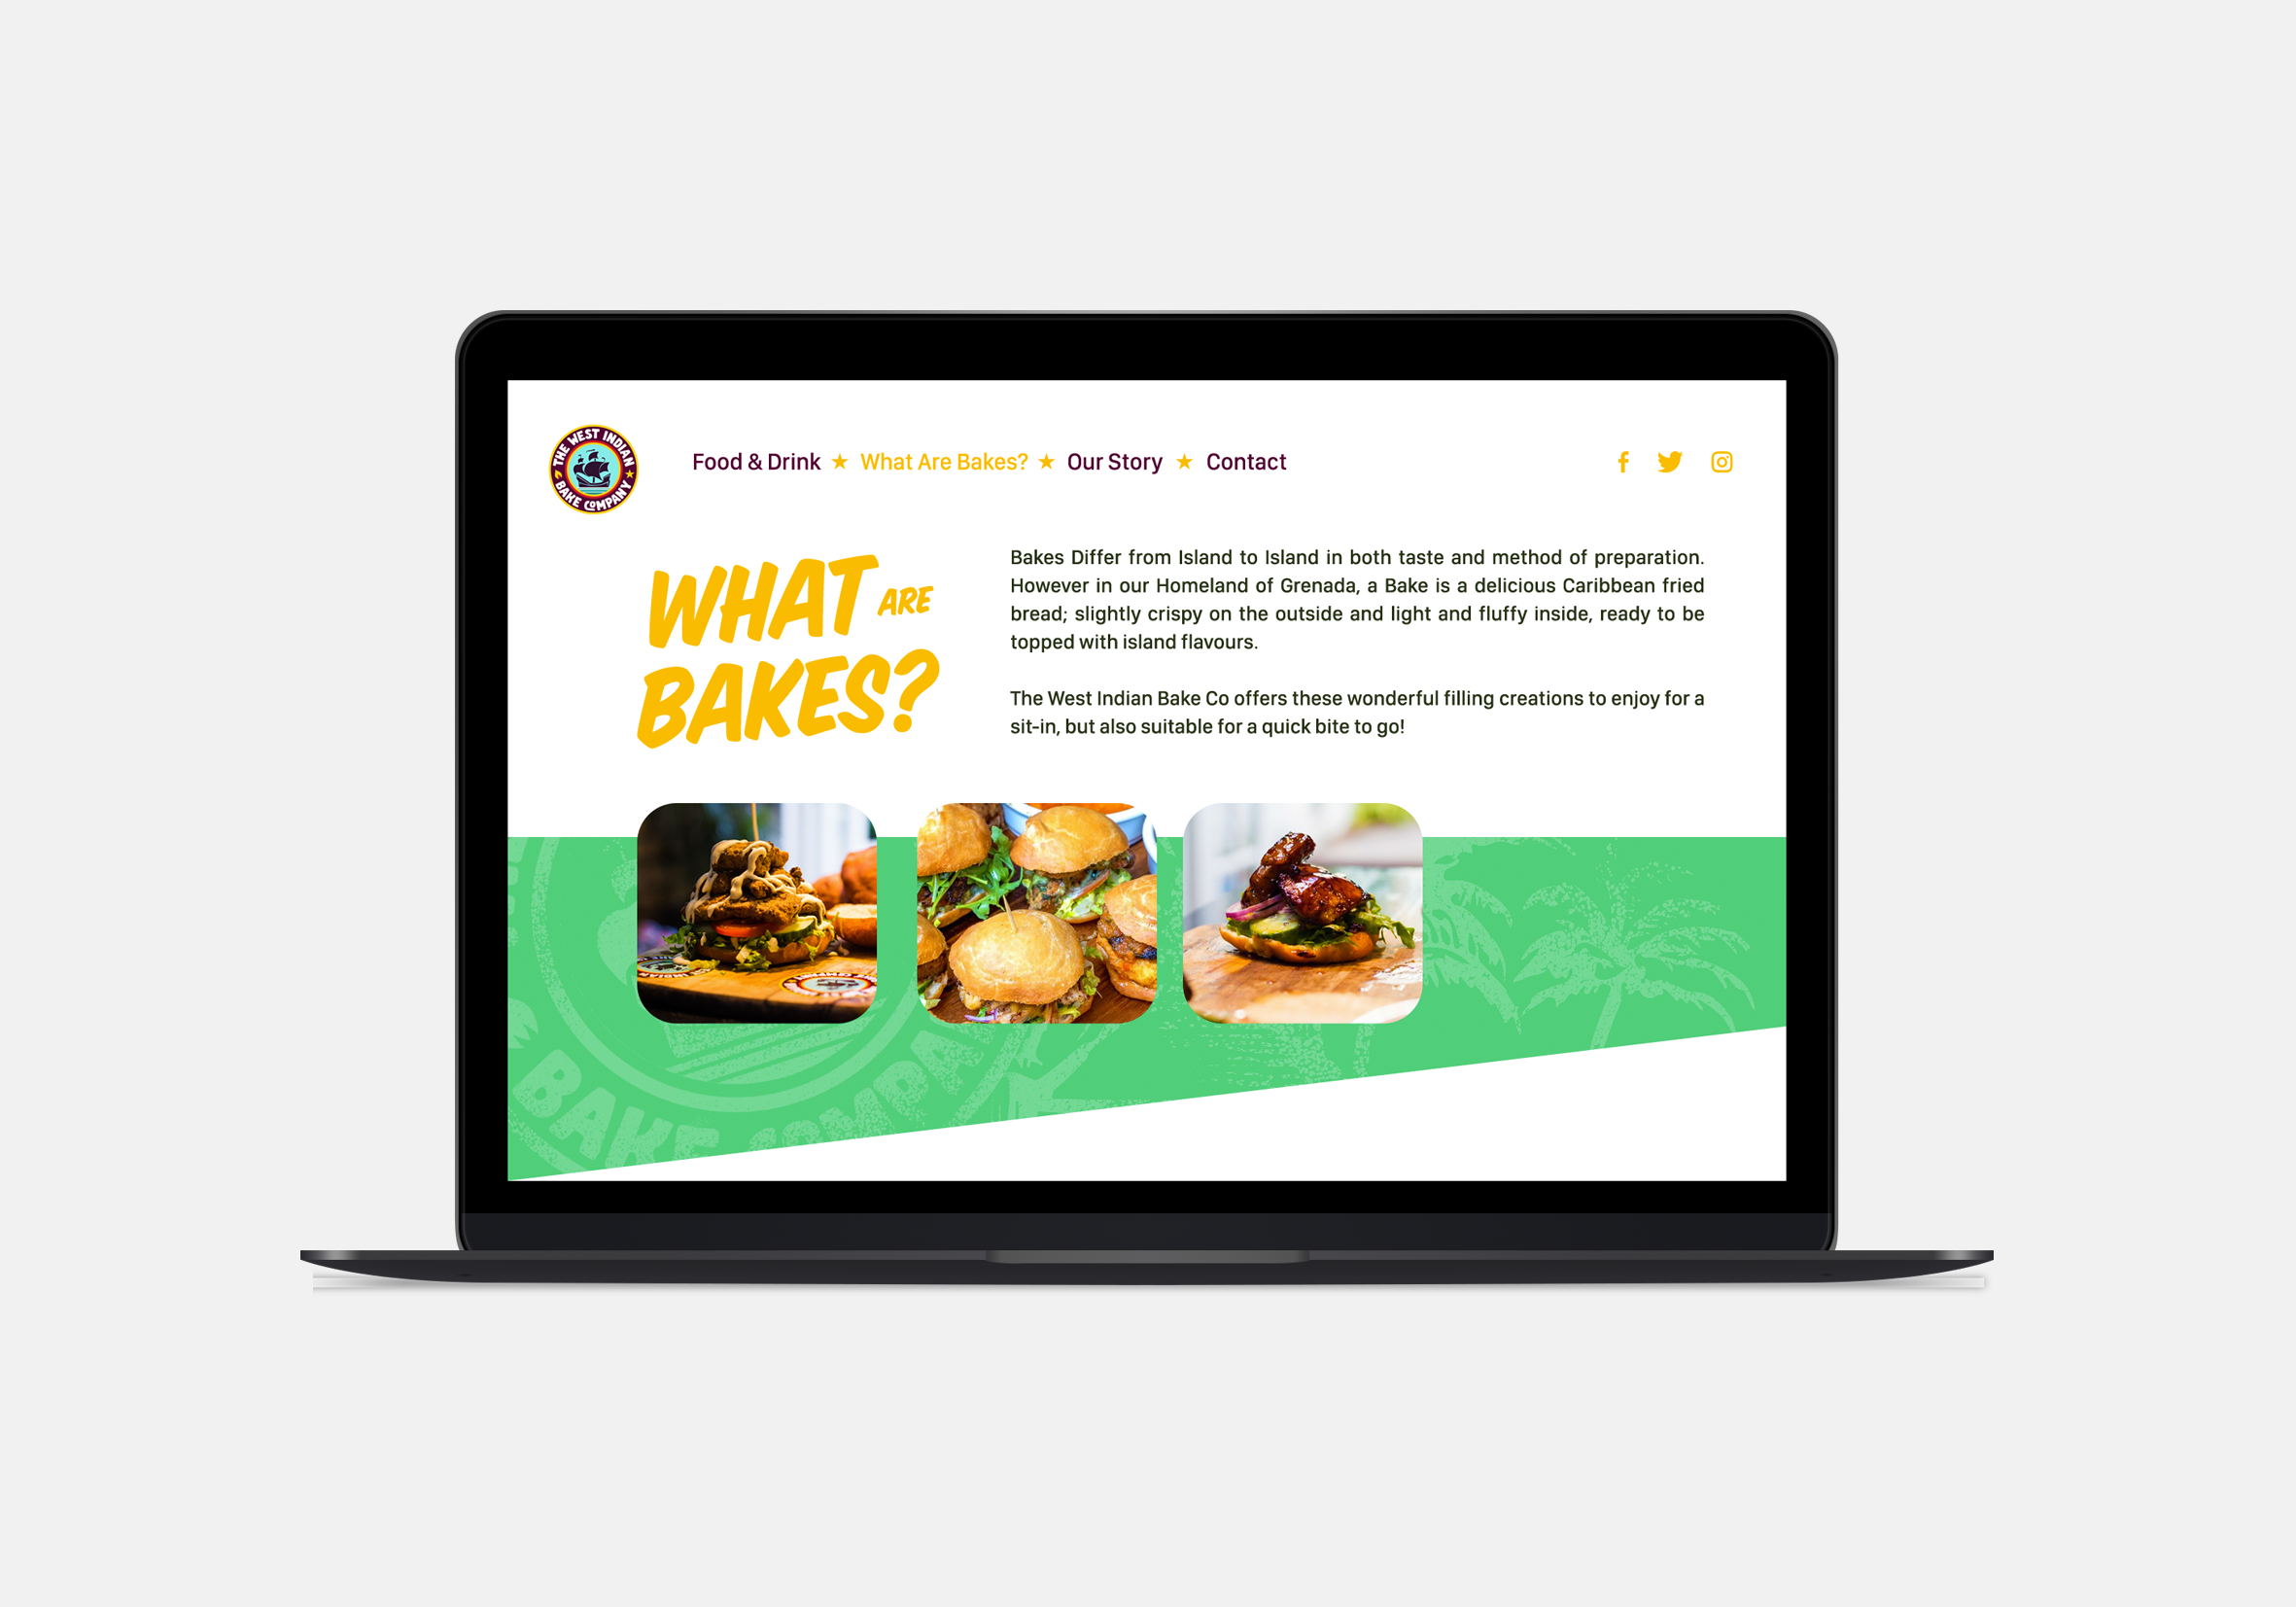 THE WEST INDIAN
BAKE COMPANY
Food & Drink ★ What Are Bakes? ★ Our Story ★ Contact
WHAT ARE
BAKES?
Bakes Differ from Island to Island in both taste and method of preparation.
However in our Homeland of Grenada, a Bake is a delicious Caribbean fried
bread; slightly crispy on the outside and light and fluffy inside, ready to be
topped with island flavours.
The West Indian Bake Co offers these wonderful filling creations to enjoy for a
sit-in, but also suitable for a quick bite to go!
BAKE COMPA